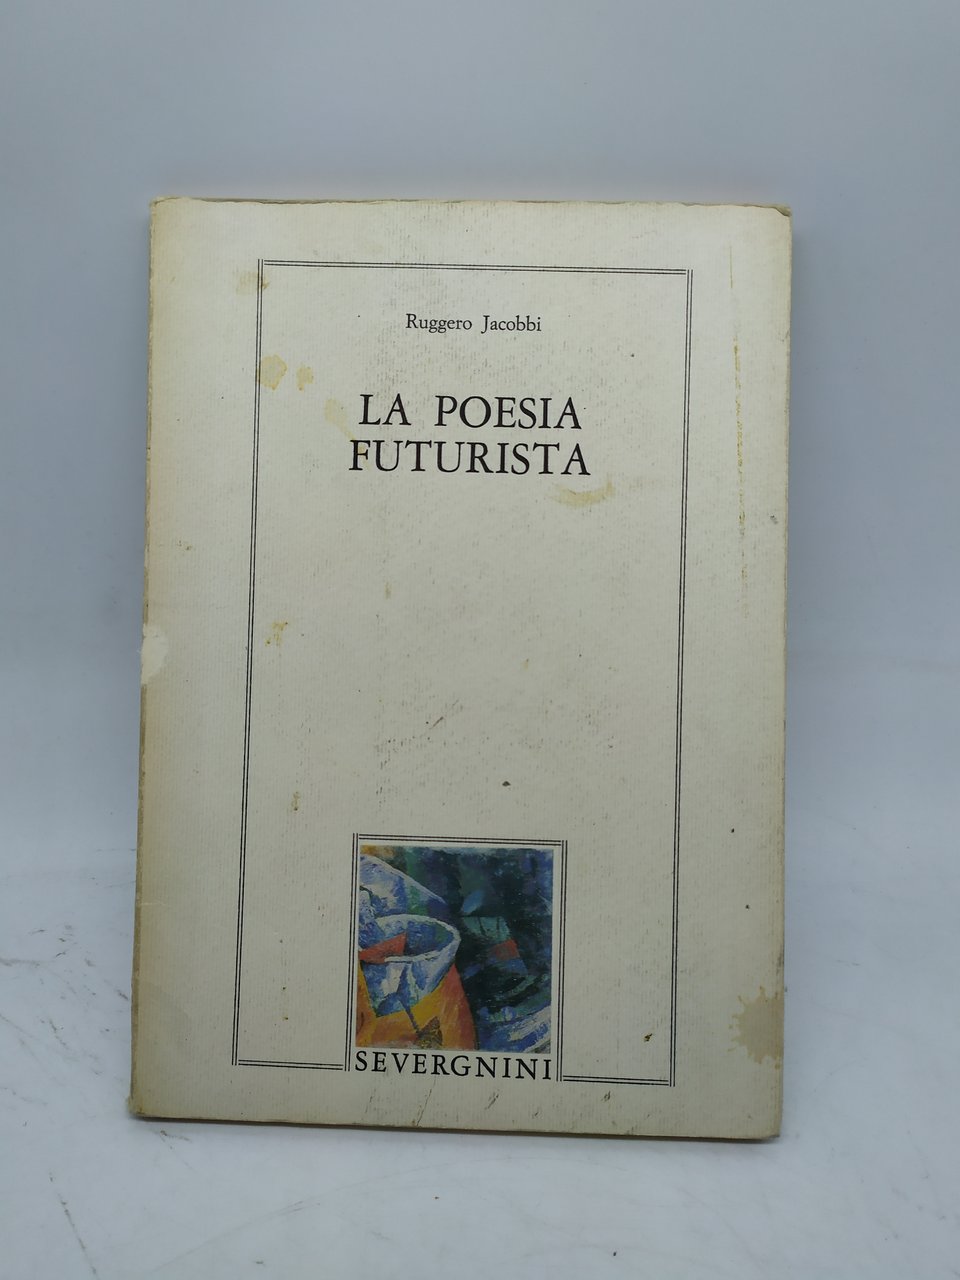 Ruggero Jacobbi
LA POESIA
FUTURISTA
SEVERGNINI